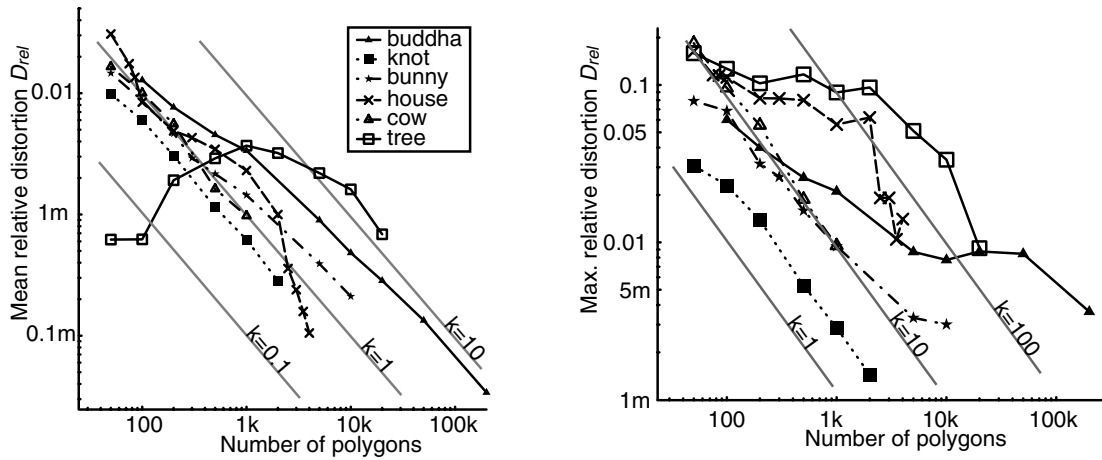 Mean relative distortion Drel
0.01
1m
0.1m
buddha
knot
bunny
house
cow
tree
k=0.1
k=1
k=10
100
1k
10k
100k
Number of polygons
Max. relative distortion Drel
0.1
0.05
0.01
5m
1m
k=1
k=10
k=100
100
1k
10k
100k
Number of polygons